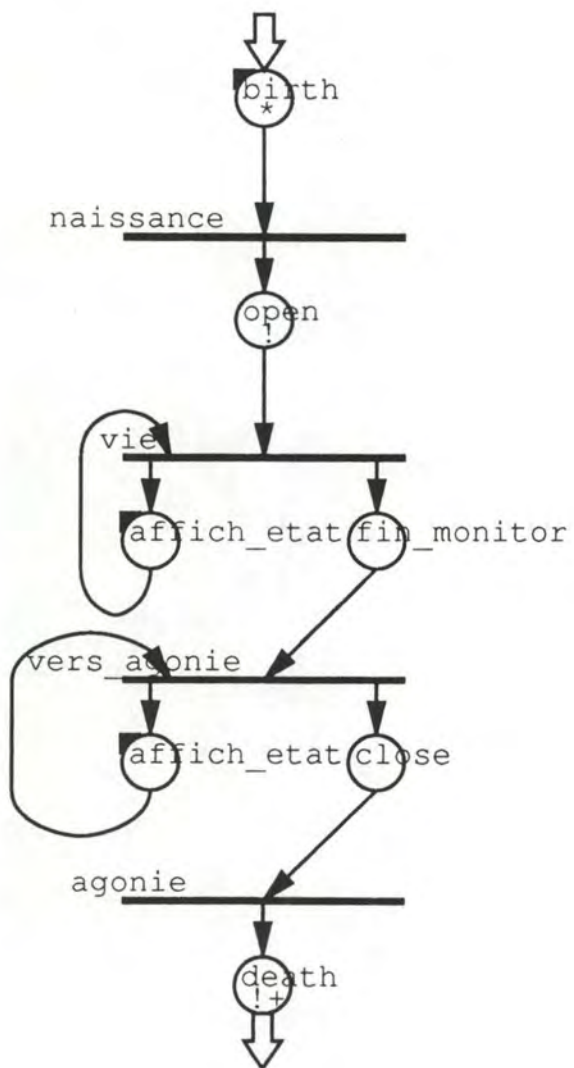 birth
*
naissance
open
!
vie
affich_etat fin_monitor
vers_agonie
affich_etat close
agonie
death
!+